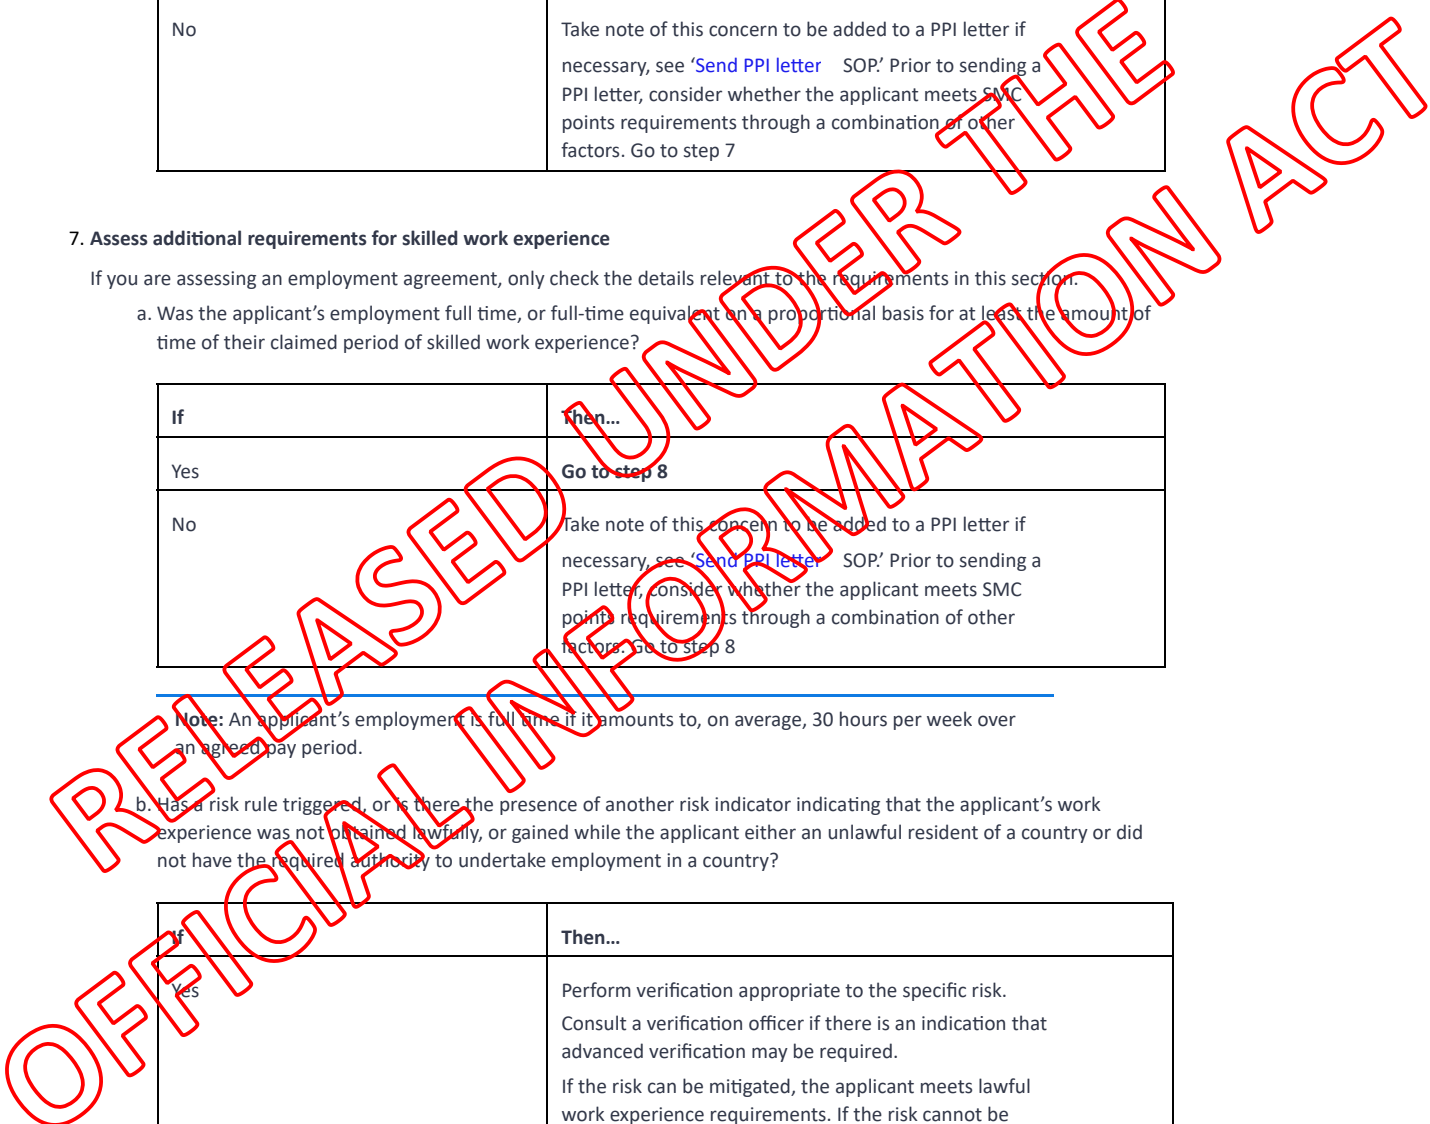 No
Take note of this concern to be added to a PPI letter if
necessary, see ‘Send PPI letter SOP.’ Prior to sending a
PPI letter, consider whether the applicant meets SMC
points requirements through a combination of other
factors. Go to step 7
7. Assess additional requirements for skilled work experience
If you are assessing an employment agreement, only check the details relevant to the requirements in this section.
a. Was the applicant’s employment full time, or full-time equivalent on a proportional basis for at least the amount of
time of their claimed period of skilled work experience?
If
Then...
Yes
Go to step 8
No
Take note of this concern to be added to a PPI letter if
necessary, see ‘Send PPI letter SOP.’ Prior to sending a
PPI letter, consider whether the applicant meets SMC
points requirements through a combination of other
factors. Go to step 8
Note: An applicant’s employment is full time if it amounts to, on average, 30 hours per week over
an agreed pay period.
b. Has a risk rule triggered, or is there the presence of another risk indicator indicating that the applicant’s work
experience was not obtained lawfully, or gained while the applicant either an unlawful resident of a country or did
not have the required authority to undertake employment in a country?
If
Then...
Yes
Perform verification appropriate to the specific risk.
Consult a verification officer if there is an indication that
advanced verification may be required.
If the risk can be mitigated, the applicant meets lawful
work experience requirements. If the risk cannot be
RELEASED UNDER THE
OFFICIAL INFORMATION ACT